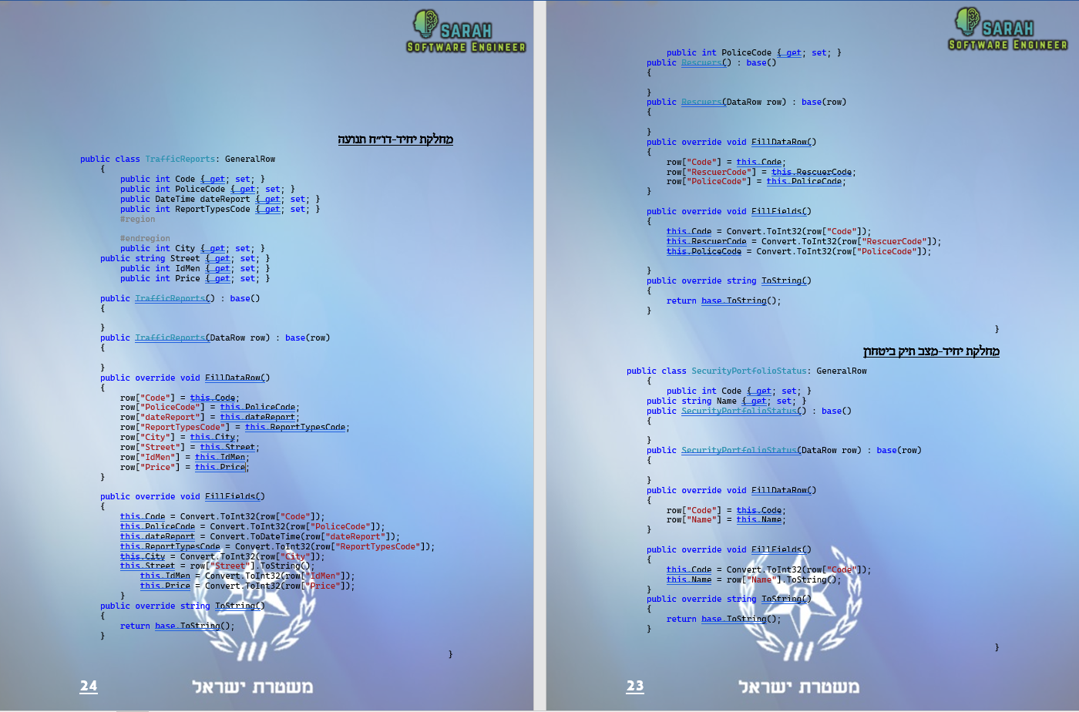 SARAH
SOFTWARE ENGINEER
public int PoliceCode { get; set; }
public Rescuers() : base()
{
}
public Rescuers(DataRow row) : base(row)
{
}
public override void FillDataRow()
{
row["Code"] = this.Code;
row["RescuerCode"] = this.RescuerCode;
row["PoliceCode"] = this.PoliceCode;
}
public override void FillFields()
{
this.Code = Convert.ToInt32(row["Code"]);
this.RescuerCode = Convert.ToInt32(row["RescuerCode"]);
this.PoliceCode = Convert.ToInt32(row["PoliceCode"]);
}
public override string ToString()
{
return base.ToString();
}
}
מחלקת יחיד-מצב תיק ביטחון
public class SecurityPortfolioStatus: GeneralRow
{
public int Code { get; set; }
public string Name { get; set; }
public SecurityPortfolioStatus() : base()
{
}
public SecurityPortfolioStatus(DataRow row) : base(row)
{
}
public override void FillDataRow()
{
row["Code"] = this.Code;
row["Name"] = this.Name;
}
public override void FillFields()
{
this.Code = Convert.ToInt32(row["Code"]);
this.Name = row["Name"].ToString();
}
public override string ToString()
{
return base.ToString();
}
}
משטרת ישראל
23
SARAH
SOFTWARE ENGINEER
מחלקת יחיד-דו״ח תנועה
public class TrafficReports: GeneralRow
{
public int Code { get; set; }
public int PoliceCode { get; set; }
public DateTime dateReport { get; set; }
public int ReportTypesCode { get; set; }
#region
#endregion
public int City { get; set; }
public string Street { get; set; }
public int IdMen { get; set; }
public int Price { get; set; }
public TrafficReports() : base()
{
}
public TrafficReports(DataRow row) : base(row)
{
}
public override void FillDataRow()
{
row["Code"] = this.Code;
row["PoliceCode"] = this.PoliceCode;
row["dateReport"] = this.dateReport;
row["ReportTypesCode"] = this.ReportTypesCode;
row["City"] = this.City;
row["Street"] = this.Street;
row["IdMen"] = this.IdMen;
row["Price"] = this.Price;
}
public override void FillFields()
{
this.Code = Convert.ToInt32(row["Code"]);
this.PoliceCode = Convert.ToInt32(row["PoliceCode"]);
this.dateReport = Convert.ToDateTime(row["dateReport"]);
this.ReportTypesCode = Convert.ToInt32(row["ReportTypesCode"]);
this.City = Convert.ToInt32(row["City"]);
this.Street = row["Street"].ToString();
this.IdMen = Convert.ToInt32(row["IdMen"]);
this.Price = Convert.ToInt32(row["Price"]);
}
public override string ToString()
{
return base.ToString();
}
}
משטרת ישראל
24